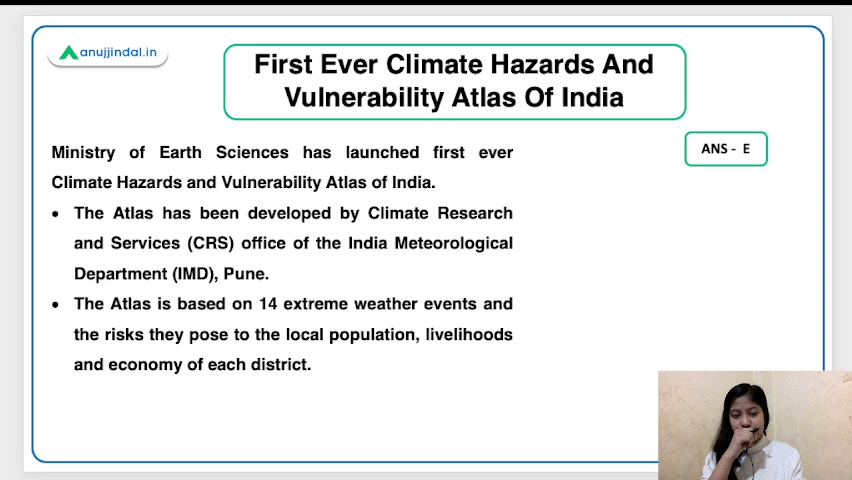 anujjindal.in
First Ever Climate Hazards And
Vulnerability Atlas Of India
ANS - E
Ministry of Earth Sciences has launched first ever
Climate Hazards and Vulnerability Atlas of India.
• The Atlas has been developed by Climate Research
and Services (CRS) office of the India Meteorological
Department (IMD), Pune.
• The Atlas is based on 14 extreme weather events and
the risks they pose to the local population, livelihoods
and economy of each district.